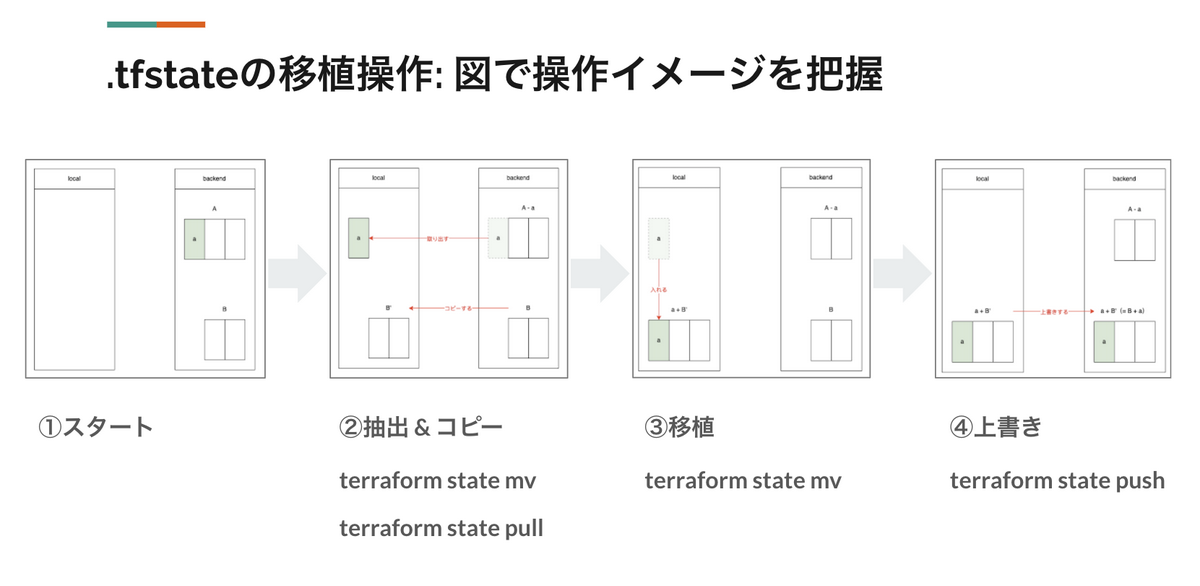 .tfstateの移植操作: 図で操作イメージを把握
local
backend
A
a
B
local
backend
A - a
a
取り出す
a
B'
コピーする
B
local
backend
A - a
a
入れる
a + B'
B
a
local
backend
A - a
a + B'
上書きする
a + B' (= B + a)
a
a
①スタート
②抽出 & コピー
③移植
④上書き
terraform state mv
terraform state mv
terraform state push
terraform state pull